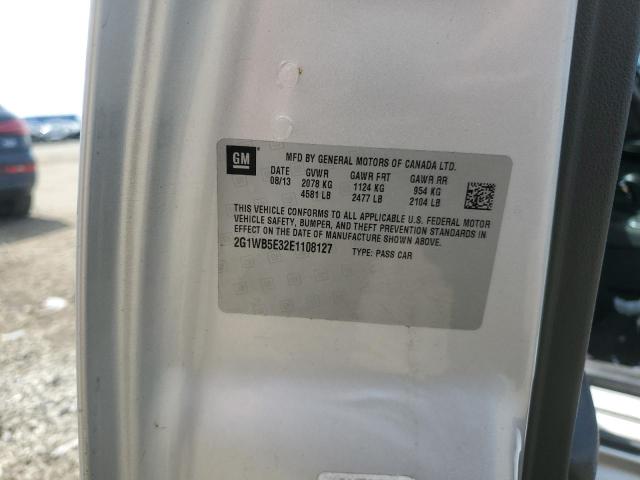 GM
MFD BY GENERAL MOTORS OF CANADA LTD.
DATE GVWR GAWR FRT GAWR RR
08/13 2078 KG 1124 KG 954 KG
4581 LB 2477 LB 2104 LB
THIS VEHICLE CONFORMS TO ALL APPLICABLE U.S. FEDERAL MOTOR
VEHICLE SAFETY, BUMPER, AND THEFT PREVENTION STANDARDS
IN EFFECT ON THE DATE OF MANUFACTURE SHOWN ABOVE.
2G1WB5E32E1108127 TYPE: PASS CAR